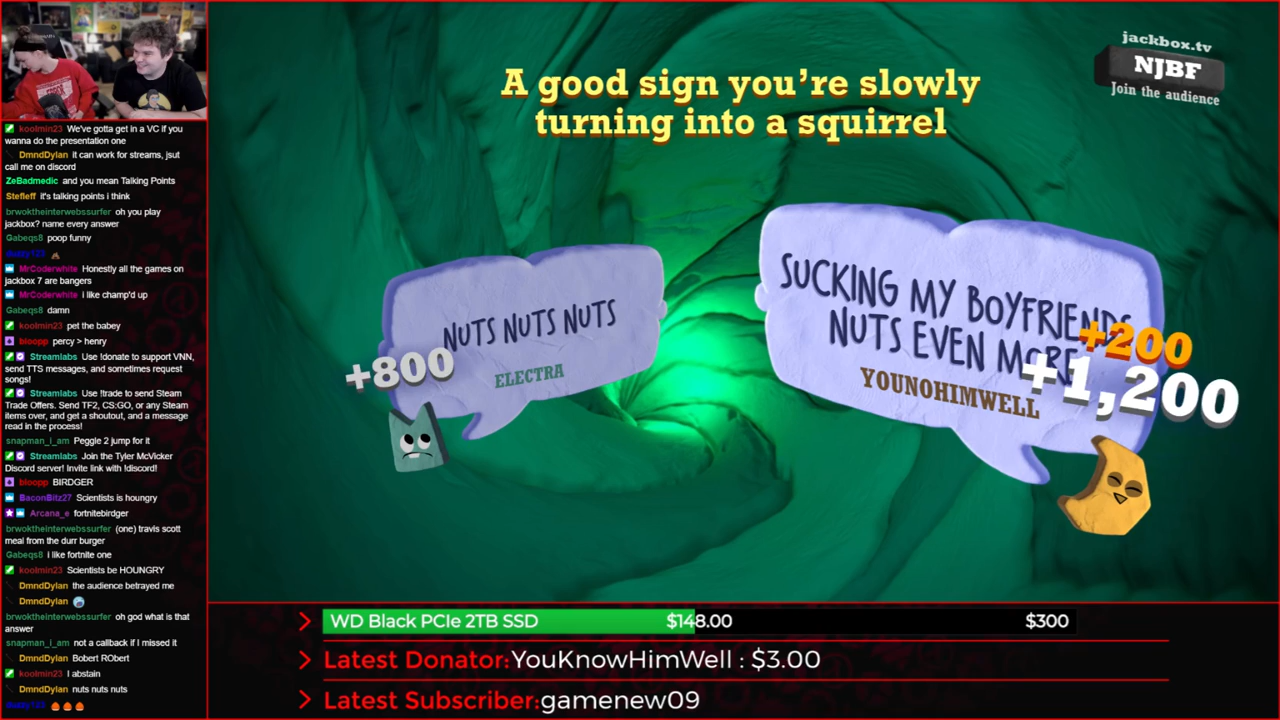 koolmin23 We've gotta get in a VC if you
wanna do the presentation one
DmndDylan it can work for streams, jsut
call me on discord
ZeBadmedic and you mean Talking Points
Stefleff it's talking points i think
brwoktheinterwebssurfer oh you play
jackbox? name every answer
Gabeqs8 poop funny
MrCoderwhite Honestly all the games on
jackbox 7 are bangers
MrCoderwhite i like champ'd up
Gabeqs8 damn
koolmin23 pet the babey
bloopp percy > henry
Streamlabs Use !donate to support VNN,
send TTS messages, and sometimes request
songs!
Streamlabs Use !trade to send Steam
Trade Offers. Send TF2, CS:GO, or any Steam
items over, and get a shoutout, and a message
read in the process!
snapman_i_am Peggle 2 jump for it
Streamlabs Join the Tyler McVicker
Discord server! Invite link with !discord!
bloopp BIRDGER
BaconBitz27 Scientists is houngry
Arcana_e fortnitebirdger
brwoktheinterwebssurfer (one) travis scott
meal from the durr burger
Gabeqs8 i like fortnite one
koolmin23 Scientists be HOUNGRY
DmndDylan the audience betrayed me
DmndDylan
brwoktheinterwebssurfer oh god what is that
answer
snapman_i_am not a callback if I missed it
DmndDylan Bobert RObert
koolmin23 I abstain
DmndDylan nuts nuts nuts
A good sign you're slowly
turning into a squirrel
jackbox.tv
NJBF
Join the audience
NUTS NUTS NUTS
ELECTRA
+800
SUCKING MY BOYFRIENDS
NUTS EVEN MORE
YOUNOHIMWELL
+200
+1,200
WD Black PCIe 2TB SSD $148.00 $300
Latest Donator:YouKnowHimWell : $3.00
Latest Subscriber:gamenew09